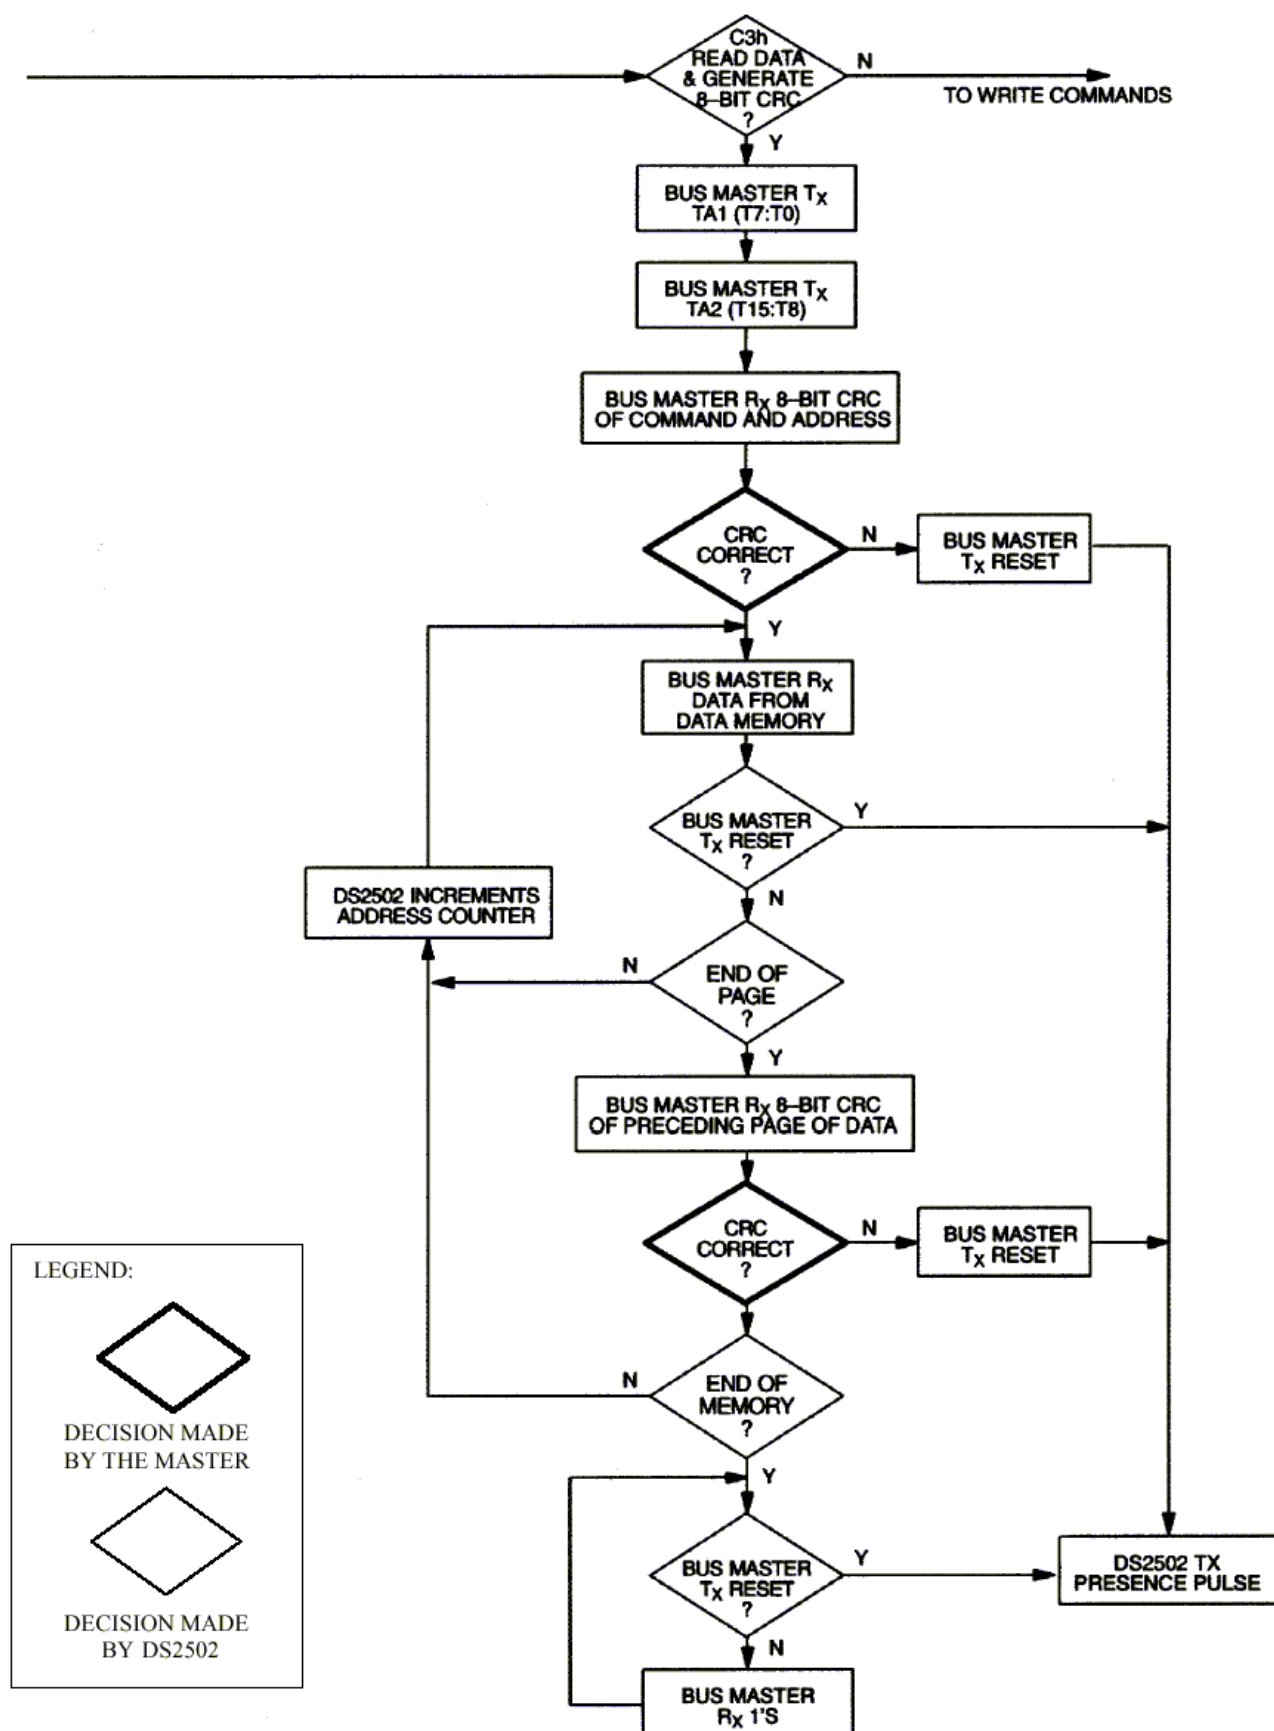 C3h
READ DATA
& GENERATE
8–BIT CRC
?
N
TO WRITE COMMANDS
Y
BUS MASTER TX
TA1 (T7:T0)
BUS MASTER TX
TA2 (T15:T8)
BUS MASTER RX 8–BIT CRC
OF COMMAND AND ADDRESS
CRC
CORRECT
?
N
BUS MASTER
TX RESET
Y
BUS MASTER RX
DATA FROM
DATA MEMORY
BUS MASTER
TX RESET
?
Y
N
DS2502 INCREMENTS
ADDRESS COUNTER
END OF
PAGE
?
N
Y
BUS MASTER RX 8–BIT CRC
OF PRECEDING PAGE OF DATA
CRC
CORRECT
?
N
BUS MASTER
TX RESET
END OF
MEMORY
?
N
Y
BUS MASTER
TX RESET
?
Y
DS2502 TX
PRESENCE PULSE
N
BUS MASTER
RX 1'S
LEGEND:
DECISION MADE
BY THE MASTER
DECISION MADE
BY DS2502